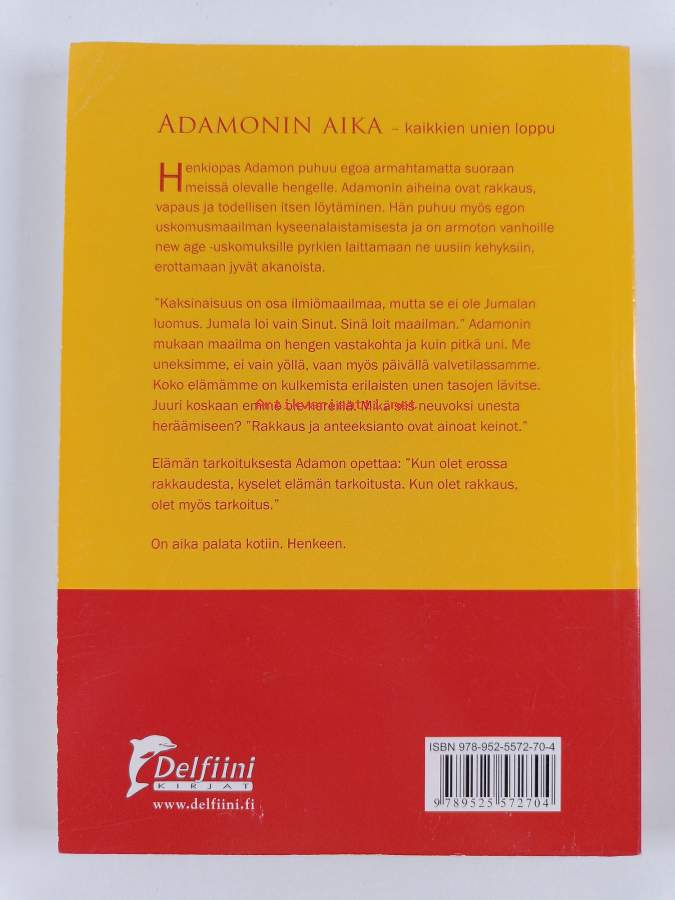 ADAMONIN AIKA – kaikkien unien loppu
Henkiopas Adamon puhuu egoa armahtamatta suoraan
meissä olevalle hengelle. Adamonin aiheina ovat rakkaus,
vapaus ja todellisen itsen löytäminen. Hän puhuu myös egon
uskomusmaailman kyseenalaistamisesta ja on armoton vanhoille
new age -uskomuksille pyrkien laittamaan ne uusiin kehyksiin,
erottamaan jyvät akanoista.
”Kaksinaisuus on osa ilmiömaailmaa, mutta se ei ole Jumalan
luomus. Jumala loi vain Sinut. Sinä loit maailman.” Adamonin
mukaan maailma on hengen vastakohta ja kuin pitkä uni. Me
uneksimme, ei vain yöllä, vaan myös päivällä valvetilassamme.
Koko elämämme on kulkemista erilaisten unen tasojen lävitse.
Juuri koskaan emme ole hereillä. Mikä siis neuvoksi unesta
heräämiseen? ”Rakkaus ja anteeksianto ovat ainoat keinot.”
Elämän tarkoituksesta Adamon opettaa: ”Kun olet erossa
rakkaudesta, kyselet elämän tarkoitusta. Kun olet rakkaus,
olet myös tarkoitus.”
On aika palata kotiin. Henkeen.
Delfiini
KIRJAT
www.delfiini.fi
ISBN 978-952-5572-70-4
9 789525 572704